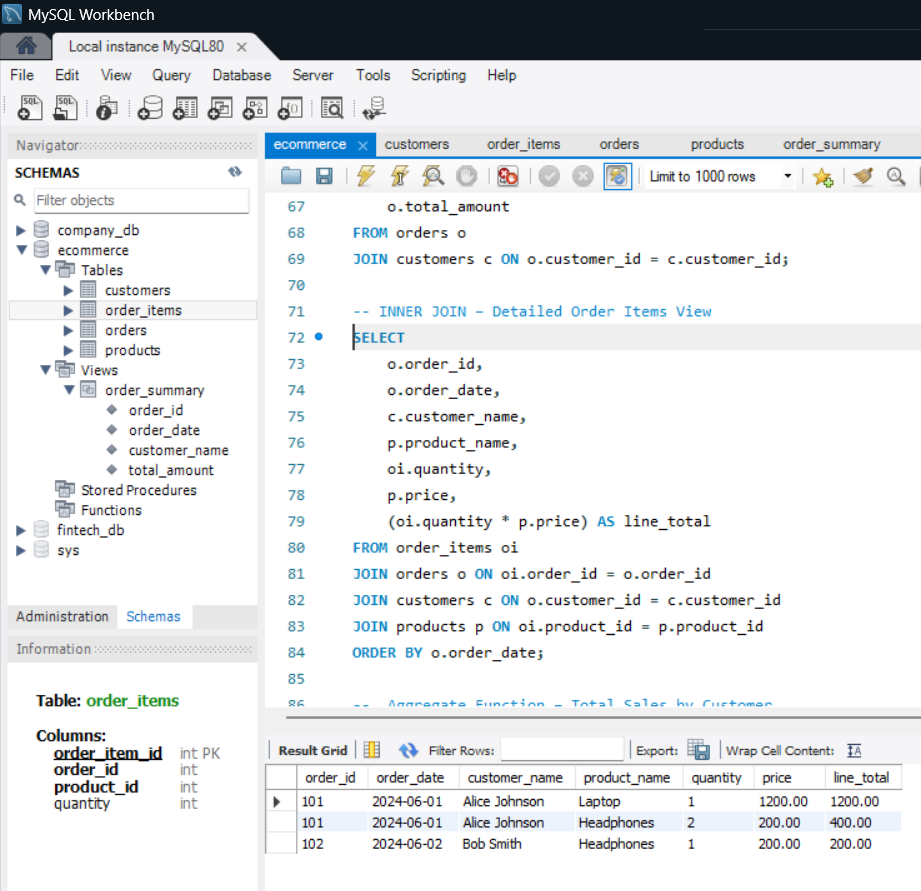 MySQL Workbench
Local instance MySQL80
File Edit View Query Database Server Tools Scripting Help
SQL SQL
Navigator
SCHEMAS
Filter objects
company_db
ecommerce
Tables
customers
order_items
orders
products
Views
order_summary
order_id
order_date
customer_name
total_amount
Stored Procedures
Functions
fintech_db
sys
Administration Schemas
Information
Table: order_items
Columns:
order_item_id int PK
order_id int
product_id int
quantity int
ecommerce customers order_items orders products order_summary
Limit to 1000 rows
67 o.total_amount
68 FROM orders o
69 JOIN customers c ON o.customer_id = c.customer_id;
70
71 -- INNER JOIN – Detailed Order Items View
72 SELECT
73 o.order_id,
74 o.order_date,
75 c.customer_name,
76 p.product_name,
77 oi.quantity,
78 p.price,
79 (oi.quantity * p.price) AS line_total
80 FROM order_items oi
81 JOIN orders o ON oi.order_id = o.order_id
82 JOIN customers c ON o.customer_id = c.customer_id
83 JOIN products p ON oi.product_id = p.product_id
84 ORDER BY o.order_date;
85
86 -- Aggregate Function – Total Sales by Customer
Result Grid Filter Rows: Export: Wrap Cell Content:
order_id order_date customer_name product_name quantity price line_total
101 2024-06-01 Alice Johnson Laptop 1 1200.00 1200.00
101 2024-06-01 Alice Johnson Headphones 2 200.00 400.00
102 2024-06-02 Bob Smith Headphones 1 200.00 200.00